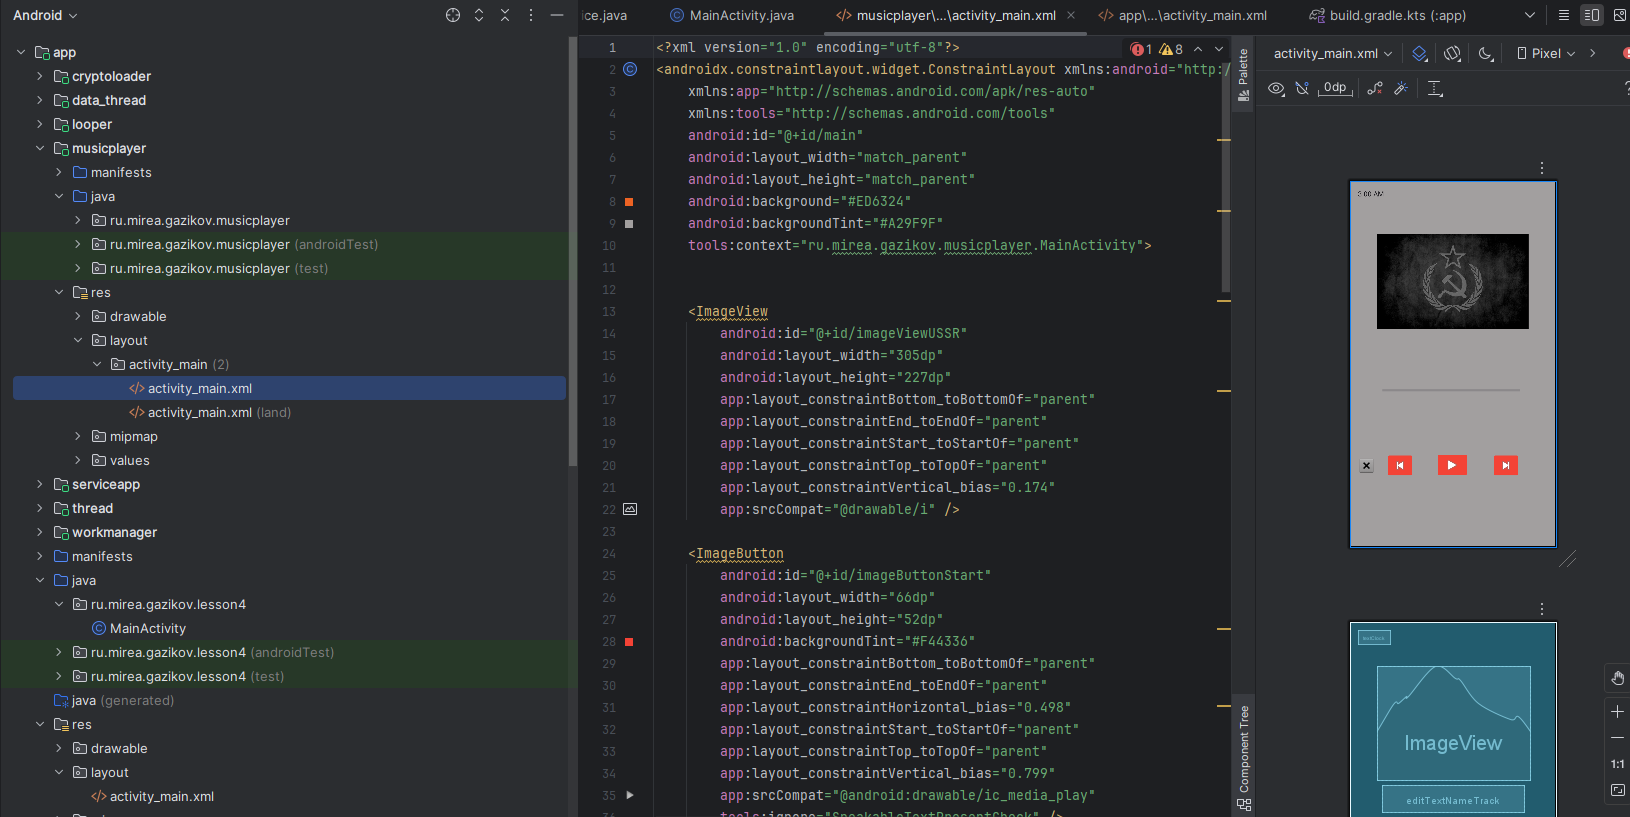 Android
ice.java
MainActivity.java
musicplayer\...\activity_main.xml
app\...\activity_main.xml
build.gradle.kts (:app)
app
cryptoloader
data_thread
looper
musicplayer
manifests
java
ru.mirea.gazikov.musicplayer
ru.mirea.gazikov.musicplayer (androidTest)
ru.mirea.gazikov.musicplayer (test)
res
drawable
layout
activity_main (2)
activity_main.xml
activity_main.xml (land)
mipmap
values
serviceapp
thread
workmanager
manifests
java
ru.mirea.gazikov.lesson4
MainActivity
ru.mirea.gazikov.lesson4 (androidTest)
ru.mirea.gazikov.lesson4 (test)
java (generated)
res
drawable
layout
activity_main.xml
1 <?xml version="1.0" encoding="utf-8"?>
1 8
2 <androidx.constraintlayout.widget.ConstraintLayout xmlns:android="http:/
3 xmlns:app="http://schemas.android.com/apk/res-auto"
4 xmlns:tools="http://schemas.android.com/tools"
5 android:id="@+id/main"
6 android:layout_width="match_parent"
7 android:layout_height="match_parent"
8 android:background="#ED6324"
9 android:backgroundTint="#A29F9F"
10 tools:context="ru.mirea.gazikov.musicplayer.MainActivity">
11
12
13 <ImageView
14 android:id="@+id/imageViewUSSR"
15 android:layout_width="305dp"
16 android:layout_height="227dp"
17 app:layout_constraintBottom_toBottomOf="parent"
18 app:layout_constraintEnd_toEndOf="parent"
19 app:layout_constraintStart_toStartOf="parent"
20 app:layout_constraintTop_toTopOf="parent"
21 app:layout_constraintVertical_bias="0.174"
22 app:srcCompat="@drawable/i" />
23
24 <ImageButton
25 android:id="@+id/imageButtonStart"
26 android:layout_width="66dp"
27 android:layout_height="52dp"
28 android:backgroundTint="#F44336"
29 app:layout_constraintBottom_toBottomOf="parent"
30 app:layout_constraintEnd_toEndOf="parent"
31 app:layout_constraintHorizontal_bias="0.498"
32 app:layout_constraintStart_toStartOf="parent"
33 app:layout_constraintTop_toTopOf="parent"
34 app:layout_constraintVertical_bias="0.799"
35 app:srcCompat="@android:drawable/ic_media_play"
tools:ignore="SpeakableTextPresentCheck" />
Palette
Component Tree
activity_main.xml
Pixel
0dp
ImageView
editTextNameTrack
1:1